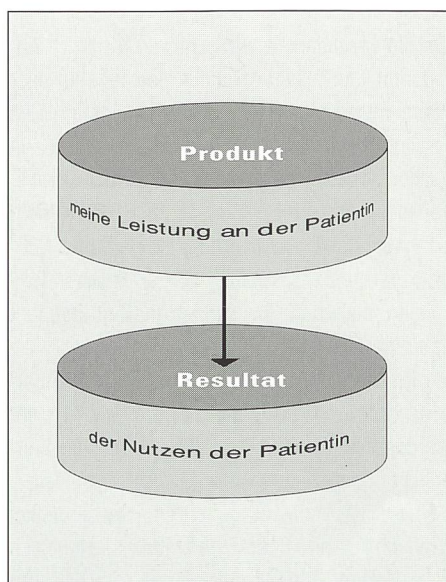 Produkt
meine Leistung an der Patientin
Resultat
der Nutzen der Patientin